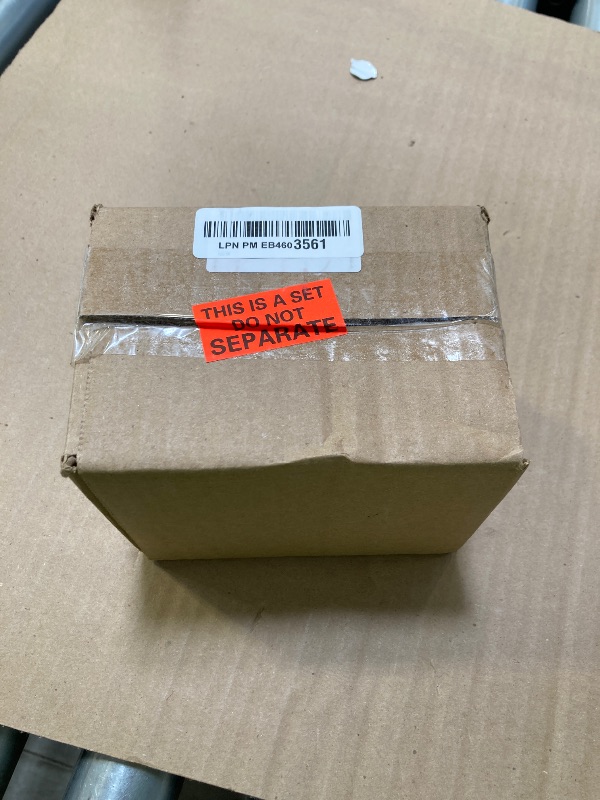 LPN PM EB4603561
THIS IS A SET
DO NOT
SEPARATE